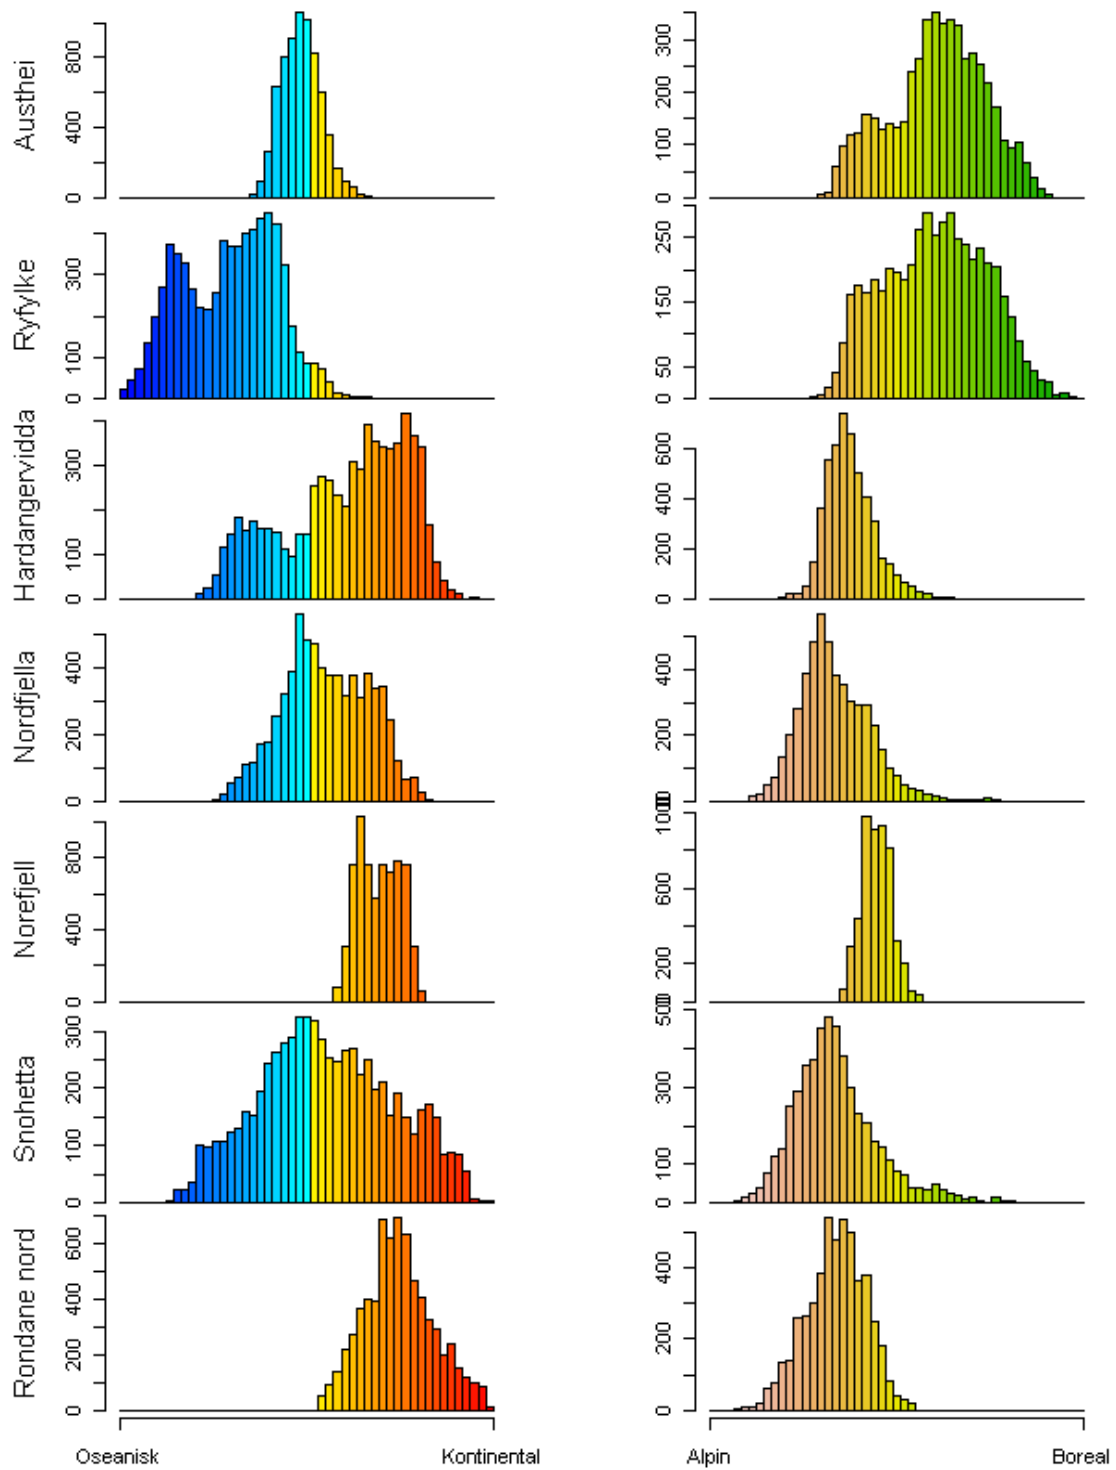 Austhei
0 400 800
0 100 200 300
Ryfylke
0 100 300
0 50 150 250
Hardangervidda
0 100 300
0 200 400 600
Nordfjella
0 200 400
0 200 400
Norefjell
0 400 800
0 200 600 1000
Snohetta
0 100 200 300
0 100 300 500
Rondane nord
0 200 400 600
0 200 400
Oseanisk Kontinental Alpin Boreal